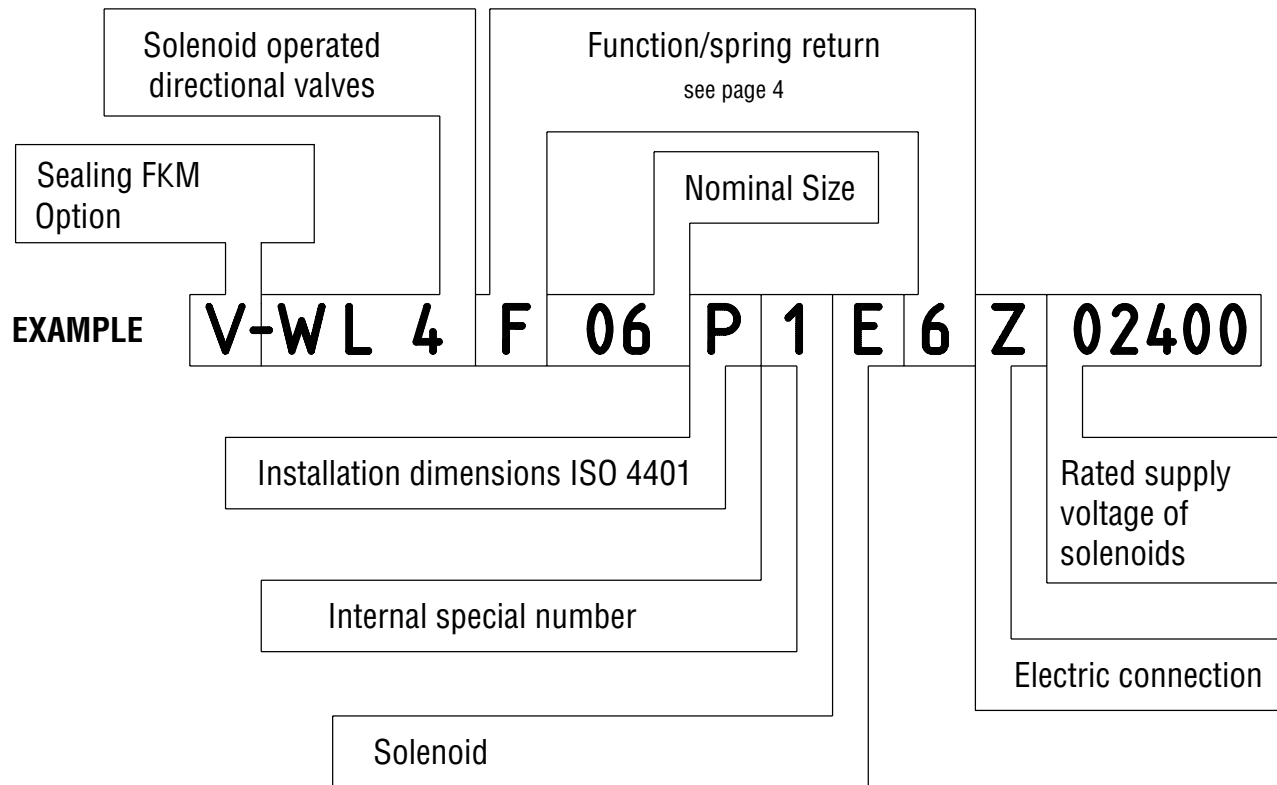 Solenoid operated
directional valves
Function/spring return
see page 4
Sealing FKM
Option
Nominal Size
EXAMPLE
V-WL 4 F 06 P 1 E 6 Z 02400
Installation dimensions ISO 4401
Rated supply
voltage of
solenoids
Internal special number
Electric connection
Solenoid